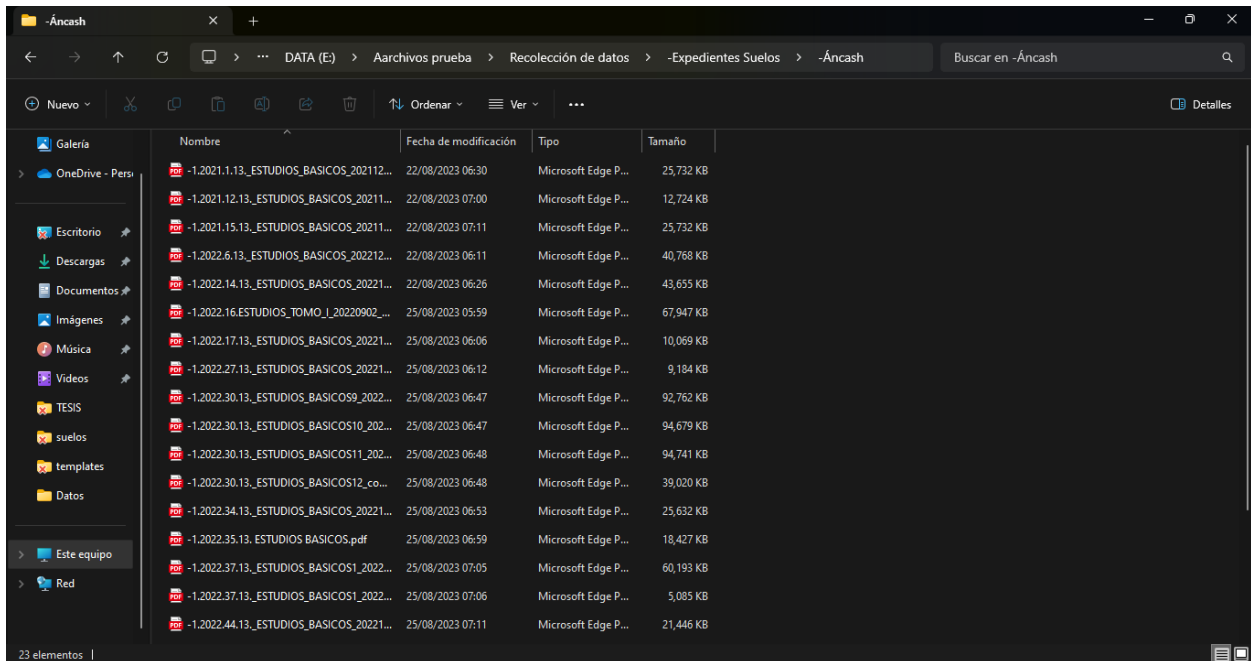 -Áncash
DATA (E:) > Aarchivos prueba > Recolección de datos > -Expedientes Suelos > -Áncash
Buscar en -Áncash
Nuevo
Ordenar
Ver
Detalles
Galería
OneDrive - Perso
Escritorio
Descargas
Documentos
Imágenes
Música
Videos
TESIS
suelos
templates
Datos
Este equipo
Red
Nombre Fecha de modificación Tipo Tamaño
-1.2021.1.13._ESTUDIOS_BASICOS_202112... 22/08/2023 06:30 Microsoft Edge P... 25,732 KB
-1.2021.12.13._ESTUDIOS_BASICOS_20211... 22/08/2023 07:00 Microsoft Edge P... 12,724 KB
-1.2021.15.13._ESTUDIOS_BASICOS_20211... 22/08/2023 07:11 Microsoft Edge P... 25,732 KB
-1.2022.6.13._ESTUDIOS_BASICOS_202212... 22/08/2023 06:11 Microsoft Edge P... 40,768 KB
-1.2022.14.13._ESTUDIOS_BASICOS_20221... 22/08/2023 06:26 Microsoft Edge P... 43,655 KB
-1.2022.16.ESTUDIOS_TOMO_I_20220902_... 25/08/2023 05:59 Microsoft Edge P... 67,947 KB
-1.2022.17.13._ESTUDIOS_BASICOS_20221... 25/08/2023 06:06 Microsoft Edge P... 10,069 KB
-1.2022.27.13._ESTUDIOS_BASICOS_20221... 25/08/2023 06:12 Microsoft Edge P... 9,184 KB
-1.2022.30.13._ESTUDIOS_BASICOS9_2022... 25/08/2023 06:47 Microsoft Edge P... 92,762 KB
-1.2022.30.13._ESTUDIOS_BASICOS10_202... 25/08/2023 06:47 Microsoft Edge P... 94,679 KB
-1.2022.30.13._ESTUDIOS_BASICOS11_202... 25/08/2023 06:48 Microsoft Edge P... 94,741 KB
-1.2022.30.13._ESTUDIOS_BASICOS12_co... 25/08/2023 06:48 Microsoft Edge P... 39,020 KB
-1.2022.34.13._ESTUDIOS_BASICOS_20221... 25/08/2023 06:53 Microsoft Edge P... 25,632 KB
-1.2022.35.13. ESTUDIOS BASICOS.pdf 25/08/2023 06:59 Microsoft Edge P... 18,427 KB
-1.2022.37.13._ESTUDIOS_BASICOS1_2022... 25/08/2023 07:05 Microsoft Edge P... 60,193 KB
-1.2022.37.13._ESTUDIOS_BASICOS1_2022... 25/08/2023 07:06 Microsoft Edge P... 5,085 KB
-1.2022.44.13._ESTUDIOS_BASICOS_20221... 25/08/2023 07:11 Microsoft Edge P... 21,446 KB
23 elementos